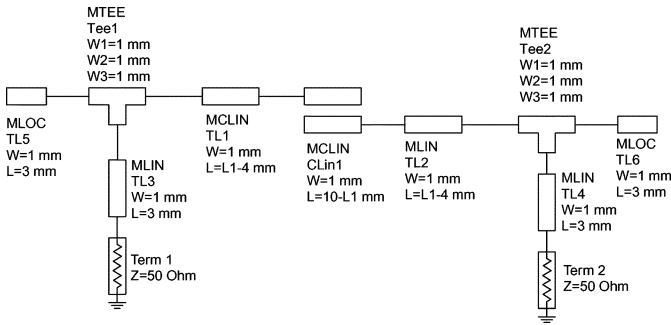 MTEE
Tee1
W1=1 mm
W2=1 mm
W3=1 mm
MLOC
TL5
W=1 mm
L=3 mm
MCLIN
TL1
W=1 mm
L=L1-4 mm
MLIN
TL3
W=1 mm
L=3 mm
Term 1
Z=50 Ohm
MCLIN
CLin1
W=1 mm
L=10-L1 mm
MLIN
TL2
W=1 mm
L=L1-4 mm
MTEE
Tee2
W1=1 mm
W2=1 mm
W3=1 mm
MLOC
TL6
W=1 mm
L=3 mm
MLIN
TL4
W=1 mm
L=3 mm
Term 2
Z=50 Ohm